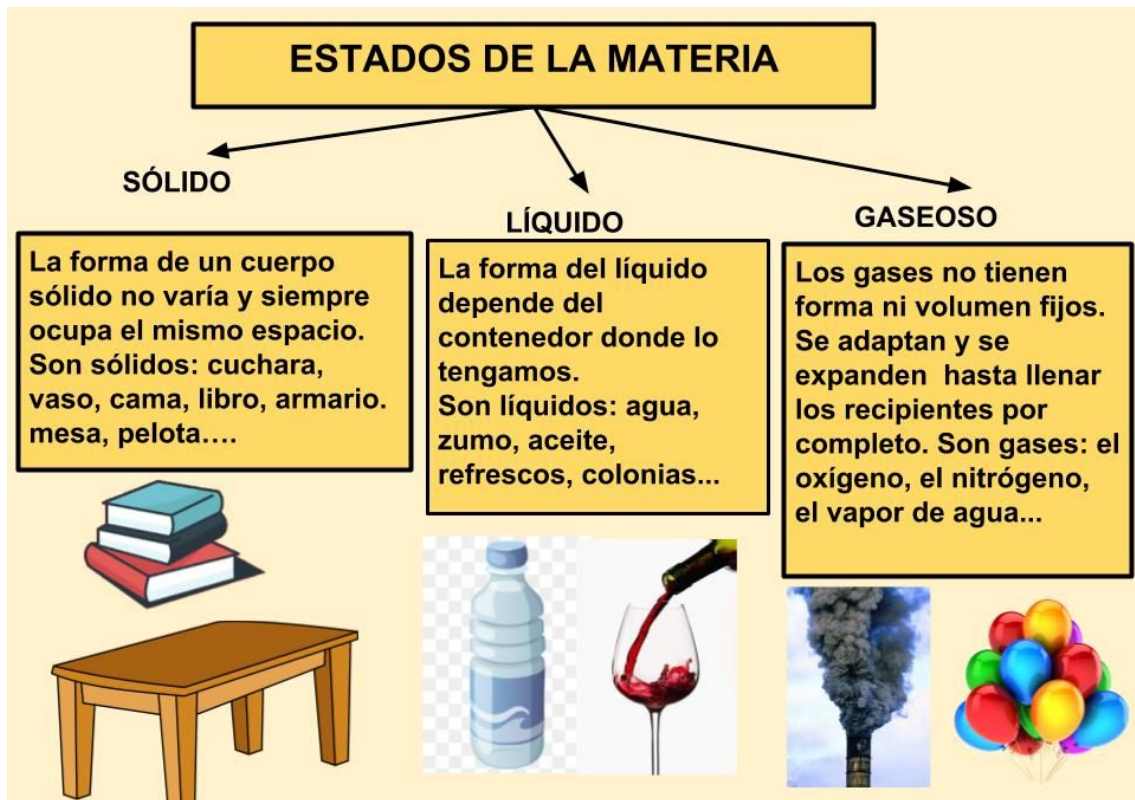 ESTADOS DE LA MATERIA
SÓLIDO
La forma de un cuerpo
sólido no varía y siempre
ocupa el mismo espacio.
Son sólidos: cuchara,
vaso, cama, libro, armario.
mesa, pelota….
LÍQUIDO
La forma del líquido
depende del
contenedor donde lo
tengamos.
Son líquidos: agua,
zumo, aceite,
refrescos, colonias...
GASEOSO
Los gases no tienen
forma ni volumen fijos.
Se adaptan y se
expanden  hasta llenar
los recipientes por
completo. Son gases: el
oxígeno, el nitrógeno,
el vapor de agua...